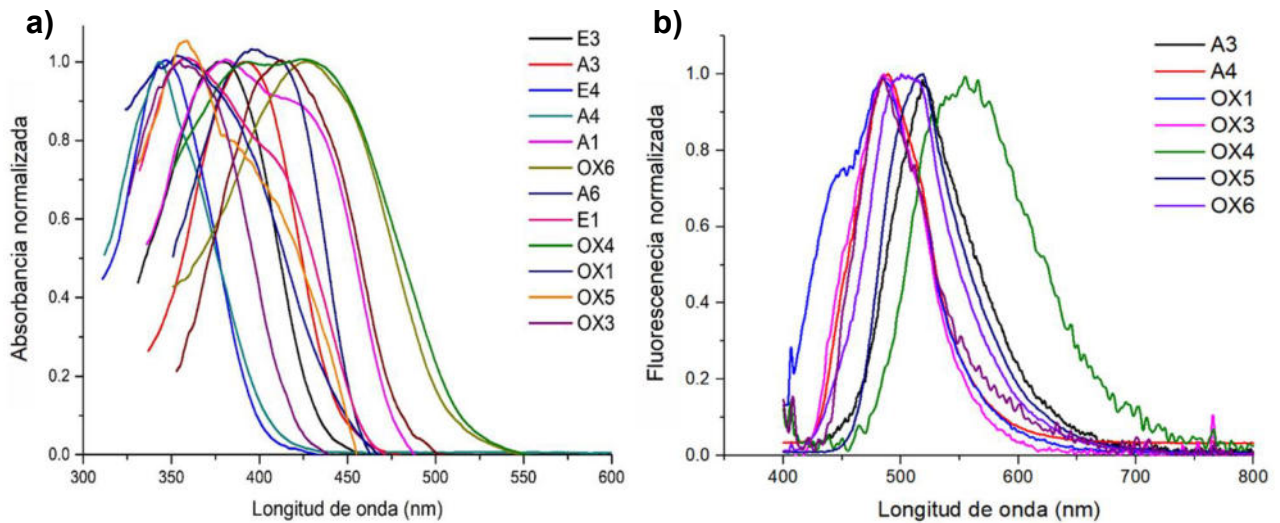 a)
Absorbancia normalizada
1.0
0.8
0.6
0.4
0.2
0.0
300 350 400 450 500 550 600
Longitud de onda (nm)
E3
A3
E4
A4
A1
OX6
A6
E1
OX4
OX1
OX5
OX3
b)
Fluorescenecia normalizada
1.0
0.8
0.6
0.4
0.2
0.0
400 500 600 700 800
Longitud de onda (nm)
A3
A4
OX1
OX3
OX4
OX5
OX6